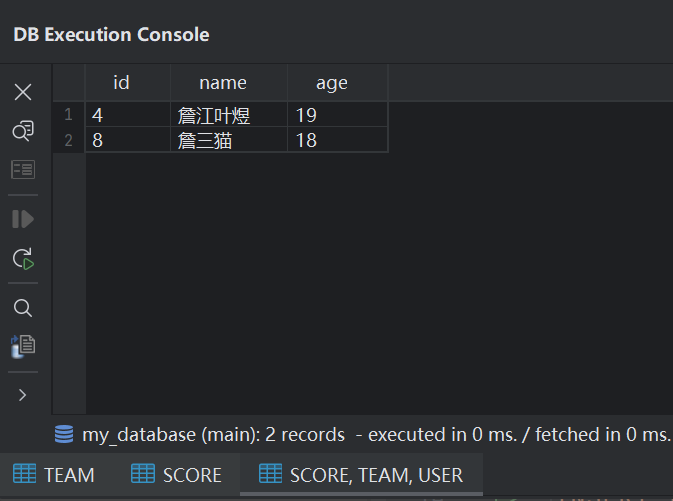 DB Execution Console
id name age
1 4 詹江叶煜 19
2 8 詹三猫 18
my_database (main): 2 records - executed in 0 ms. / fetched in 0 ms.
TEAM SCORE SCORE, TEAM, USER